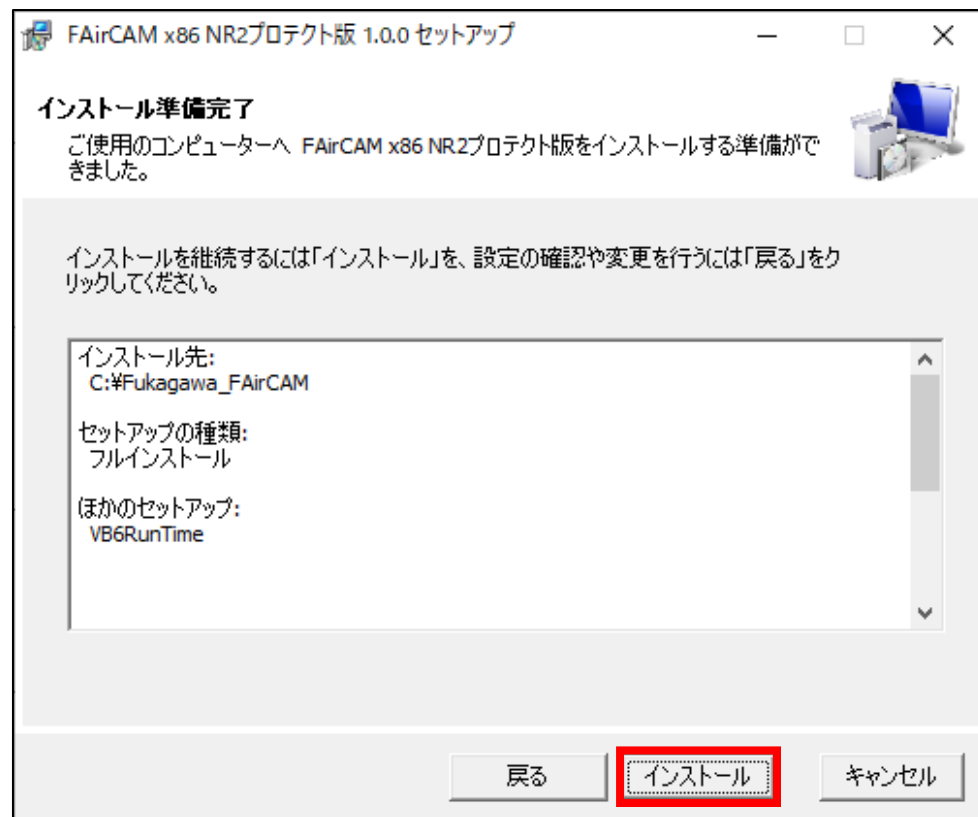 FAirCAM x86 NR2プロテクト版 1.0.0 セットアップ
インストール準備完了
ご使用のコンピューターへ FAirCAM x86 NR2プロテクト版をインストールする準備がで
きました。
インストールを継続するには「インストール」を、設定の確認や変更を行うには「戻る」をク
リックしてください。
インストール先:
C:¥Fukagawa_FAirCAM
セットアップの種類:
フルインストール
ほかのセットアップ:
VB6RunTime
戻る
インストール
キャンセル